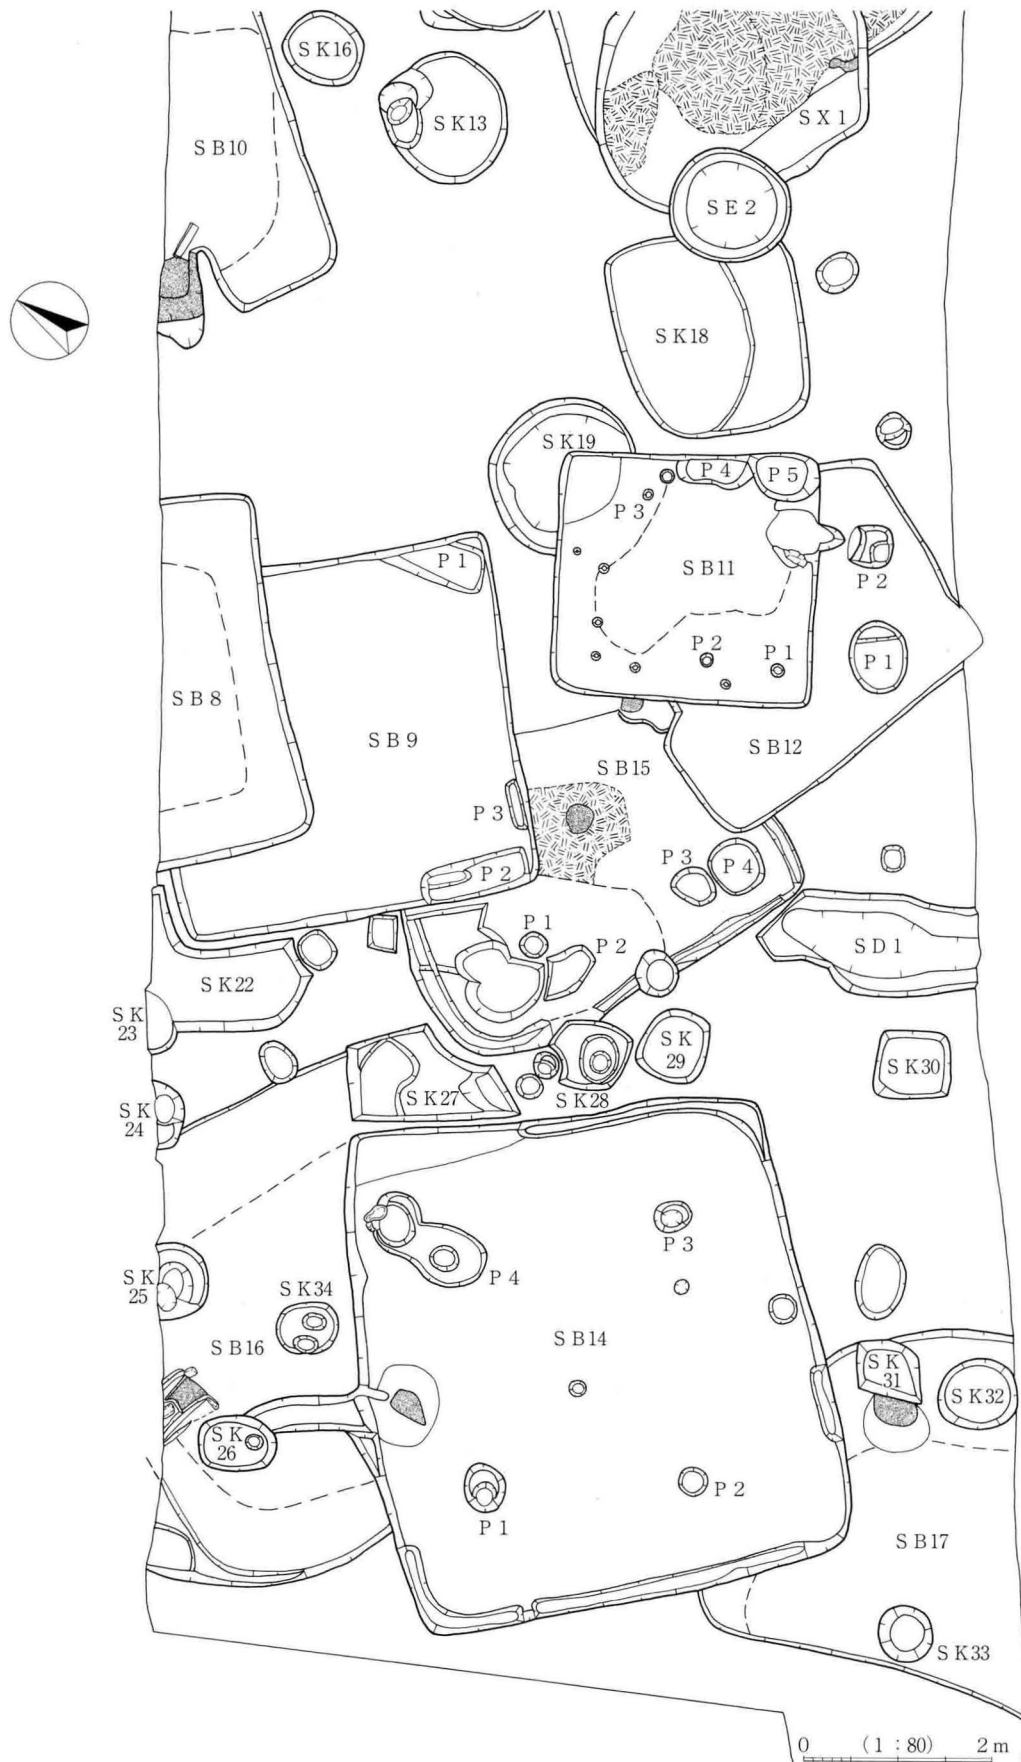 SK16
SK13
SX1
SB10
SE2
SK18
SK19
P4
P5
P3
P1
SB11
P2
P2
P1
P1
SB8
SB9
SB12
SB15
P3
P3
P4
P2
P1
P2
SD1
SK22
SK
23
SK
29
SK30
SK27
SK28
SK
24
P3
P4
SK
25
SK34
SB14
SB16
SK
31
SK32
SK
26
P2
P1
SB17
SK33
0 (1:80) 2m